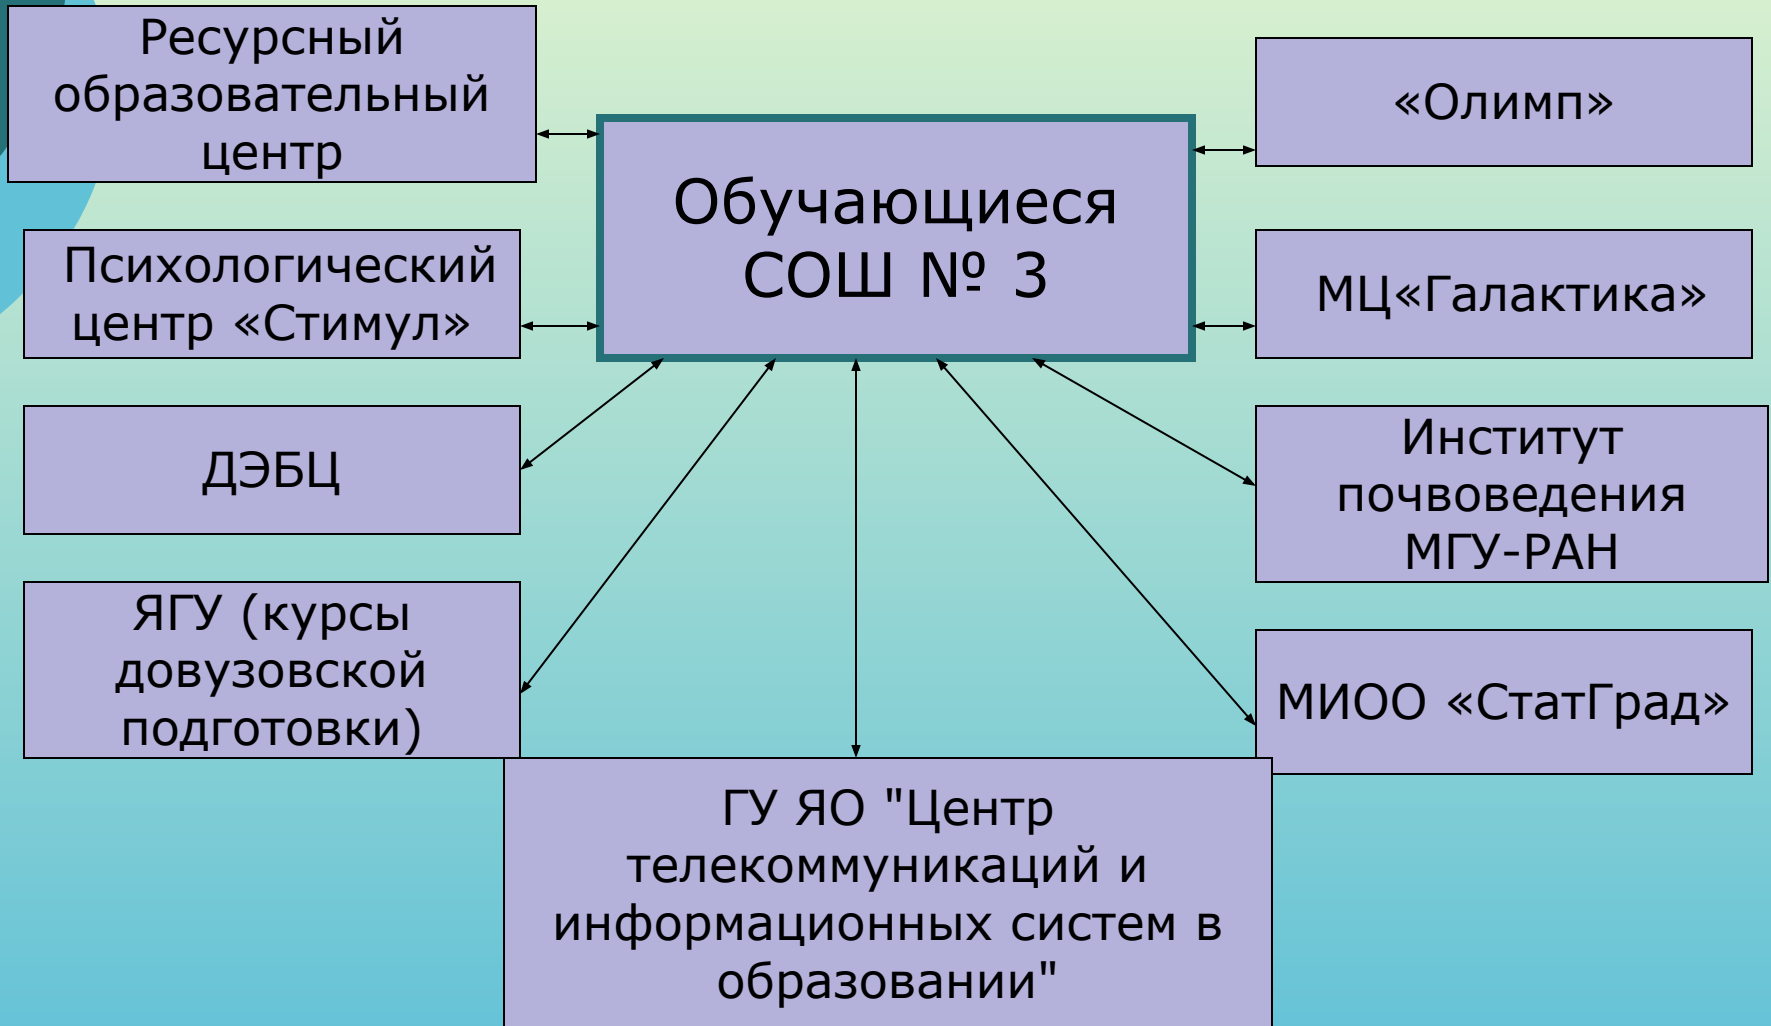 Ресурсный
образовательный
центр
«Олимп»
Обучающиеся
СОШ № 3
Психологический
центр «Стимул»
МЦ«Галактика»
ДЭБЦ
Институт
почвоведения
МГУ-РАН
ЯГУ (курсы
довузовской
подготовки)
МИОО «СтатГрад»
ГУ ЯО "Центр
телекоммуникаций и
информационных систем в
образовании"